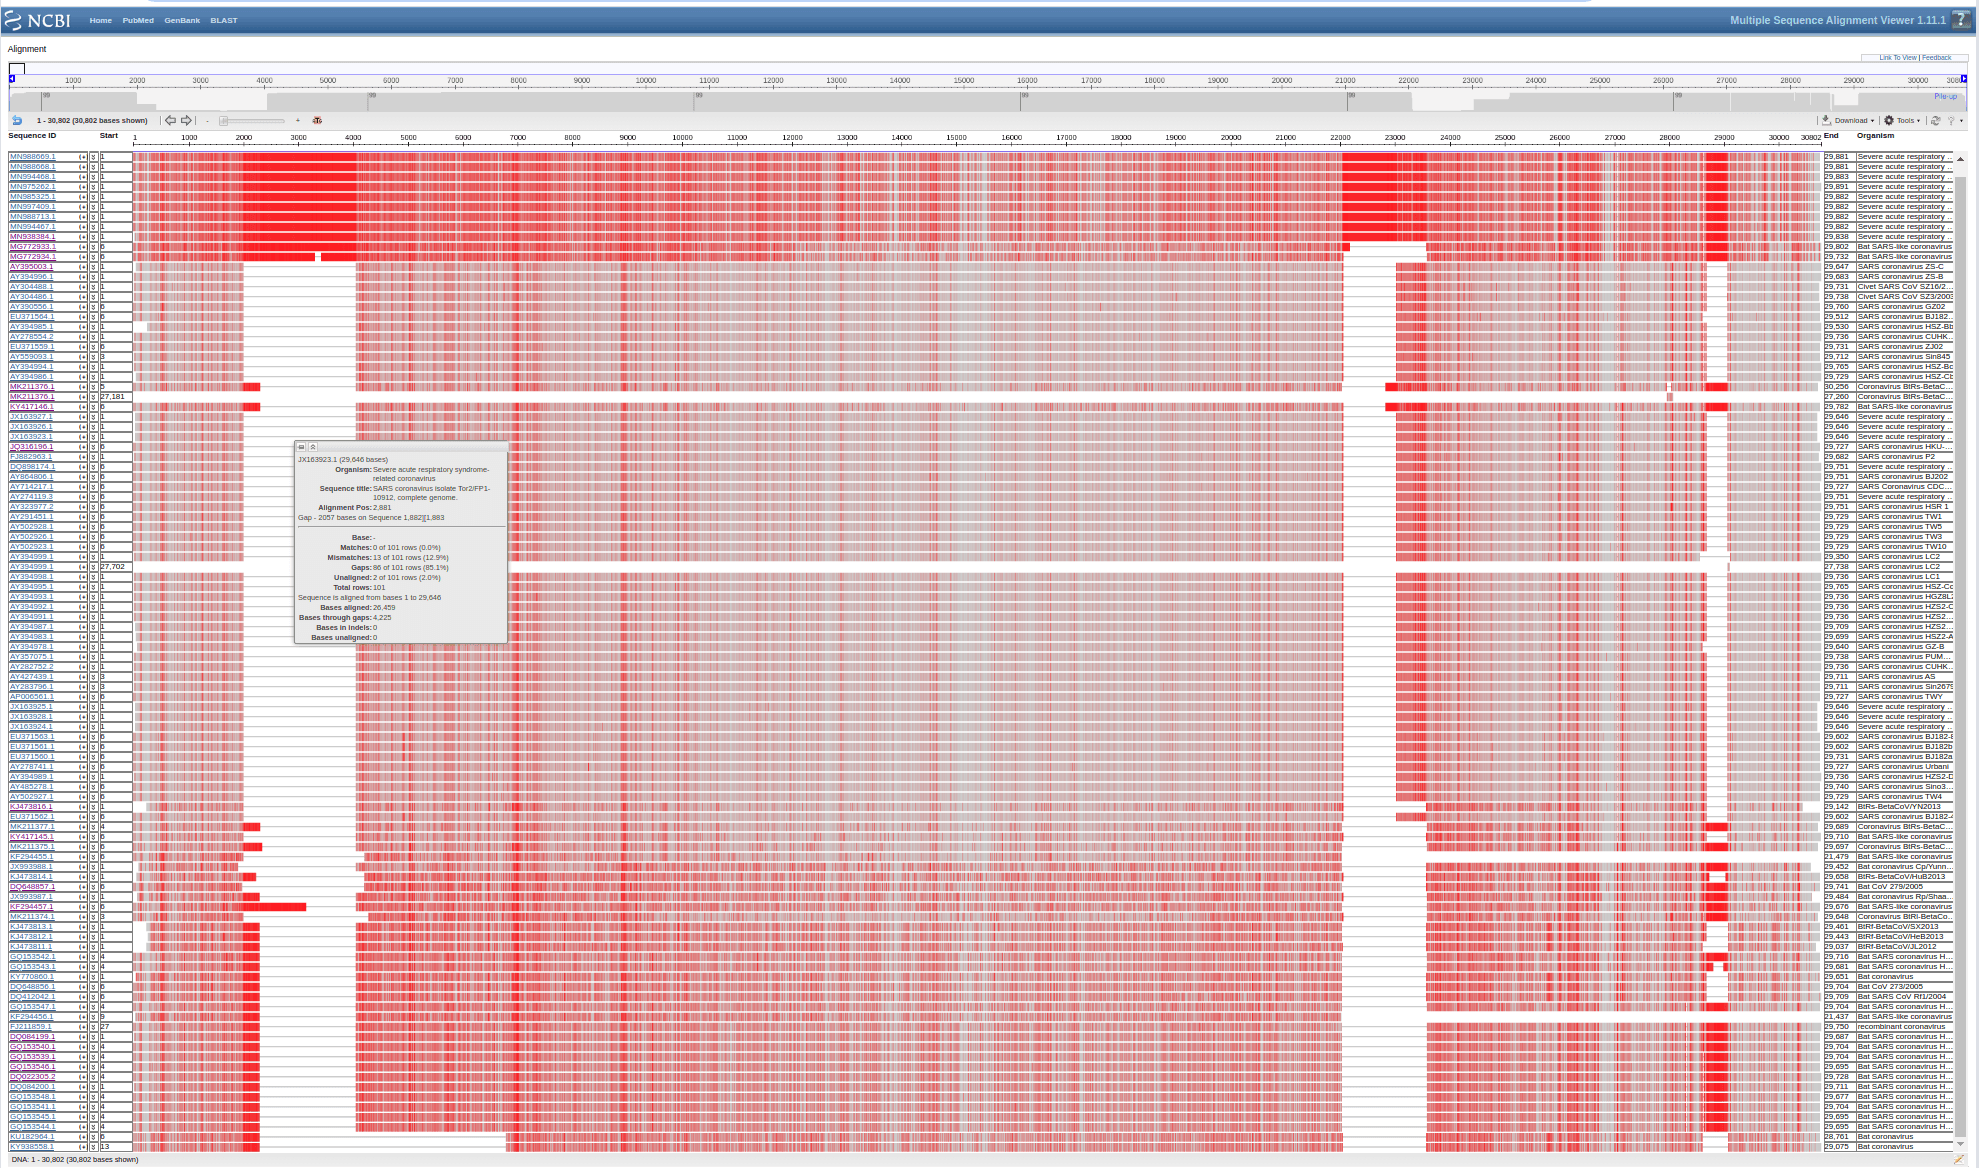 NCBI Home PubMed GenBank BLAST Multiple Sequence Alignment Viewer 1.11.1 ?
Alignment
Link To View | Feedback
1000 2000 3000 4000 5000 6000 7000 8000 9000 10000 11000 12000 13000 14000 15000 16000 17000 18000 19000 20000 21000 22000 23000 24000 25000 26000 27000 28000 29000 30000
99 99 99 99 99 99 Pile-up
1 - 30,802 (30,802 bases shown) Download Tools ?
Sequence ID Start 1 1000 2000 3000 4000 5000 6000 7000 8000 9000 10000 11000 12000 13000 14000 15000 16000 17000 18000 19000 20000 21000 22000 23000 24000 25000 26000 27000 28000 29000 30000 30802 End Organism
MN988669.1 1 29,881 Severe acute respiratory ...
MN988668.1 1 29,881 Severe acute respiratory ...
MN994468.1 1 29,883 Severe acute respiratory ...
MN975262.1 1 29,891 Severe acute respiratory ...
MN985325.1 1 29,882 Severe acute respiratory ...
MN997409.1 1 29,882 Severe acute respiratory ...
MN988713.1 1 29,882 Severe acute respiratory ...
MN994467.1 1 29,882 Severe acute respiratory ...
MN938384.1 1 29,838 Severe acute respiratory ...
MG772933.1 6 29,802 Bat SARS-like coronavirus
MG772934.1 6 29,732 Bat SARS-like coronavirus
AY395003.1 1 29,647 SARS coronavirus ZS-C
AY394996.1 1 29,683 SARS coronavirus ZS-B
AY304488.1 1 29,731 Civet SARS CoV SZ16/2...
AY304486.1 1 29,738 Civet SARS CoV SZ3/2003
AY390556.1 6 29,760 SARS coronavirus GZ02
EU371564.1 6 29,512 SARS coronavirus BJ182...
AY394985.1 1 29,530 SARS coronavirus HSZ-Bb
AY278554.2 1 29,736 SARS coronavirus CUHK...
EU371559.1 6 29,731 SARS coronavirus ZJ02
AY559093.1 3 29,712 SARS coronavirus Sin845
AY394994.1 1 29,765 SARS coronavirus HSZ-Bc
AY394986.1 1 29,729 SARS coronavirus HSZ-Cb
MK211376.1 5 30,256 Coronavirus BtRs-BetaC...
MK211376.1 27,181 27,260 Coronavirus BtRs-BetaC...
KY417146.1 6 29,782 Bat SARS-like coronavirus
JX163927.1 1 29,646 Severe acute respiratory ...
JX163926.1 1 29,646 Severe acute respiratory ...
JX163923.1 1 29,646 Severe acute respiratory ...
JQ316196.1 6 29,727 SARS coronavirus HKU-...
FJ882963.1 1 29,682 SARS coronavirus P2
DQ898174.1 6 29,751 Severe acute respiratory ...
AY864806.1 6 29,751 SARS coronavirus BJ202
AY714217.1 6 29,727 SARS Coronavirus CDC...
AY274119.3 6 29,751 Severe acute respiratory ...
AY323977.2 6 29,751 SARS coronavirus HSR 1
AY291451.1 6 29,729 SARS coronavirus TW1
AY502928.1 6 29,729 SARS coronavirus TW5
AY502926.1 6 29,729 SARS coronavirus TW3
AY502923.1 6 29,729 SARS coronavirus TW10
AY394999.1 1 29,350 SARS coronavirus LC2
AY394999.1 27,702 27,738 SARS coronavirus LC2
AY394998.1 1 29,736 SARS coronavirus LC1
AY394995.1 1 29,765 SARS coronavirus HSZ-Cc
AY394993.1 1 29,736 SARS coronavirus HGZ8L2
AY394992.1 1 29,736 SARS coronavirus HZS2-C
AY394991.1 1 29,736 SARS coronavirus HZS2...
AY394987.1 1 29,709 SARS coronavirus HZS2...
AY394983.1 1 29,699 SARS coronavirus HSZ2-A
AY394978.1 1 29,640 SARS coronavirus GZ-B
AY357075.1 1 29,738 SARS coronavirus PUM...
AY282752.2 1 29,736 SARS coronavirus CUHK...
AY427439.1 3 29,711 SARS coronavirus AS
AY283796.1 3 29,711 SARS coronavirus Sin2679
AP006561.1 6 29,727 SARS coronavirus TWY
JX163925.1 1 29,646 Severe acute respiratory ...
JX163928.1 1 29,646 Severe acute respiratory ...
JX163924.1 1 29,646 Severe acute respiratory ...
EU371563.1 6 29,602 SARS coronavirus BJ182-8
EU371561.1 6 29,602 SARS coronavirus BJ182b
EU371560.1 6 29,731 SARS coronavirus BJ182a
AY278741.1 6 29,727 SARS coronavirus Urbani
AY394989.1 1 29,736 SARS coronavirus HZS2-D
AY485278.1 6 29,740 SARS coronavirus Sino3...
AY502927.1 6 29,729 SARS coronavirus TW4
KJ473816.1 1 29,142 BtRs-BetaCoV/YN2013
EU371562.1 6 29,602 SARS coronavirus BJ182-4
MK211377.1 4 29,689 Coronavirus BtRs-BetaC...
KY417145.1 6 29,710 Bat SARS-like coronavirus
MK211375.1 6 29,697 Coronavirus BtRs-BetaC...
KF294455.1 6 21,479 Bat SARS-like coronavirus
JX993988.1 1 29,452 Bat coronavirus Cp/Yunn...
KJ473814.1 1 29,658 BtRs-BetaCoV/HuB2013
DQ648857.1 6 29,741 Bat CoV 279/2005
JX993987.1 1 29,484 Bat coronavirus Rp/Shaa...
KF294457.1 6 29,676 Bat SARS-like coronavirus
MK211374.1 3 29,648 Coronavirus BtRl-BetaCo...
KJ473813.1 1 29,461 BtRf-BetaCoV/SX2013
KJ473812.1 1 29,443 BtRf-BetaCoV/HeB2013
KJ473811.1 1 29,037 BtRf-BetaCoV/JL2012
GQ153542.1 4 29,716 Bat SARS coronavirus H...
GQ153543.1 4 29,681 Bat SARS coronavirus H...
KY770860.1 1 29,651 Bat coronavirus
DQ648856.1 6 29,704 Bat CoV 273/2005
DQ412042.1 6 29,709 Bat SARS CoV Rf1/2004
GQ153547.1 4 29,704 Bat SARS coronavirus H...
KF294456.1 9 21,437 Bat SARS-like coronavirus
FJ211859.1 27 29,750 recombinant coronavirus
DQ084199.1 1 29,687 Bat SARS coronavirus H...
GQ153540.1 4 29,704 Bat SARS coronavirus H...
GQ153539.1 4 29,704 Bat SARS coronavirus H...
GQ153546.1 4 29,695 Bat SARS coronavirus H...
DQ022305.2 4 29,728 Bat SARS coronavirus H...
DQ084200.1 1 29,711 Bat SARS coronavirus H...
GQ153548.1 4 29,677 Bat SARS coronavirus H...
GQ153541.1 4 29,704 Bat SARS coronavirus H...
GQ153545.1 4 29,695 Bat SARS coronavirus H...
GQ153544.1 4 29,695 Bat SARS coronavirus H...
KU182964.1 6 28,761 Bat coronavirus
KY938558.1 13 29,075 Bat coronavirus
JX163923.1 (29,646 bases)
Organism: Severe acute respiratory syndrome-
related coronavirus
Sequence title: SARS coronavirus isolate Tor2/FP1-
10912, complete genome.
Alignment Pos: 2,881
Gap - 2057 bases on Sequence 1,882][1,883
Base: -
Matches: 0 of 101 rows (0.0%)
Mismatches: 13 of 101 rows (12.9%)
Gaps: 86 of 101 rows (85.1%)
Unaligned: 2 of 101 rows (2.0%)
Total rows: 101
Sequence is aligned from bases 1 to 29,646
Bases aligned: 26,459
Bases through gaps: 4,225
Bases in indels: 0
Bases unaligned: 0
DNA: 1 - 30,802 (30,802 bases shown)